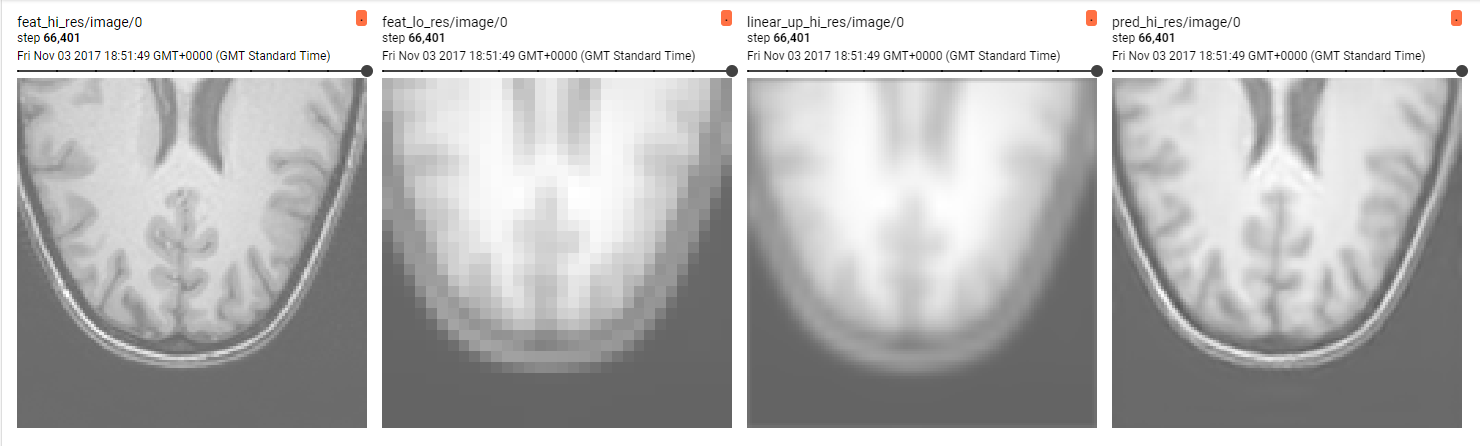 feat_hi_res/image/0
step 66,401
Fri Nov 03 2017 18:51:49 GMT+0000 (GMT Standard Time)
feat_lo_res/image/0
step 66,401
Fri Nov 03 2017 18:51:49 GMT+0000 (GMT Standard Time)
linear_up_hi_res/image/0
step 66,401
Fri Nov 03 2017 18:51:49 GMT+0000 (GMT Standard Time)
pred_hi_res/image/0
step 66,401
Fri Nov 03 2017 18:51:49 GMT+0000 (GMT Standard Time)